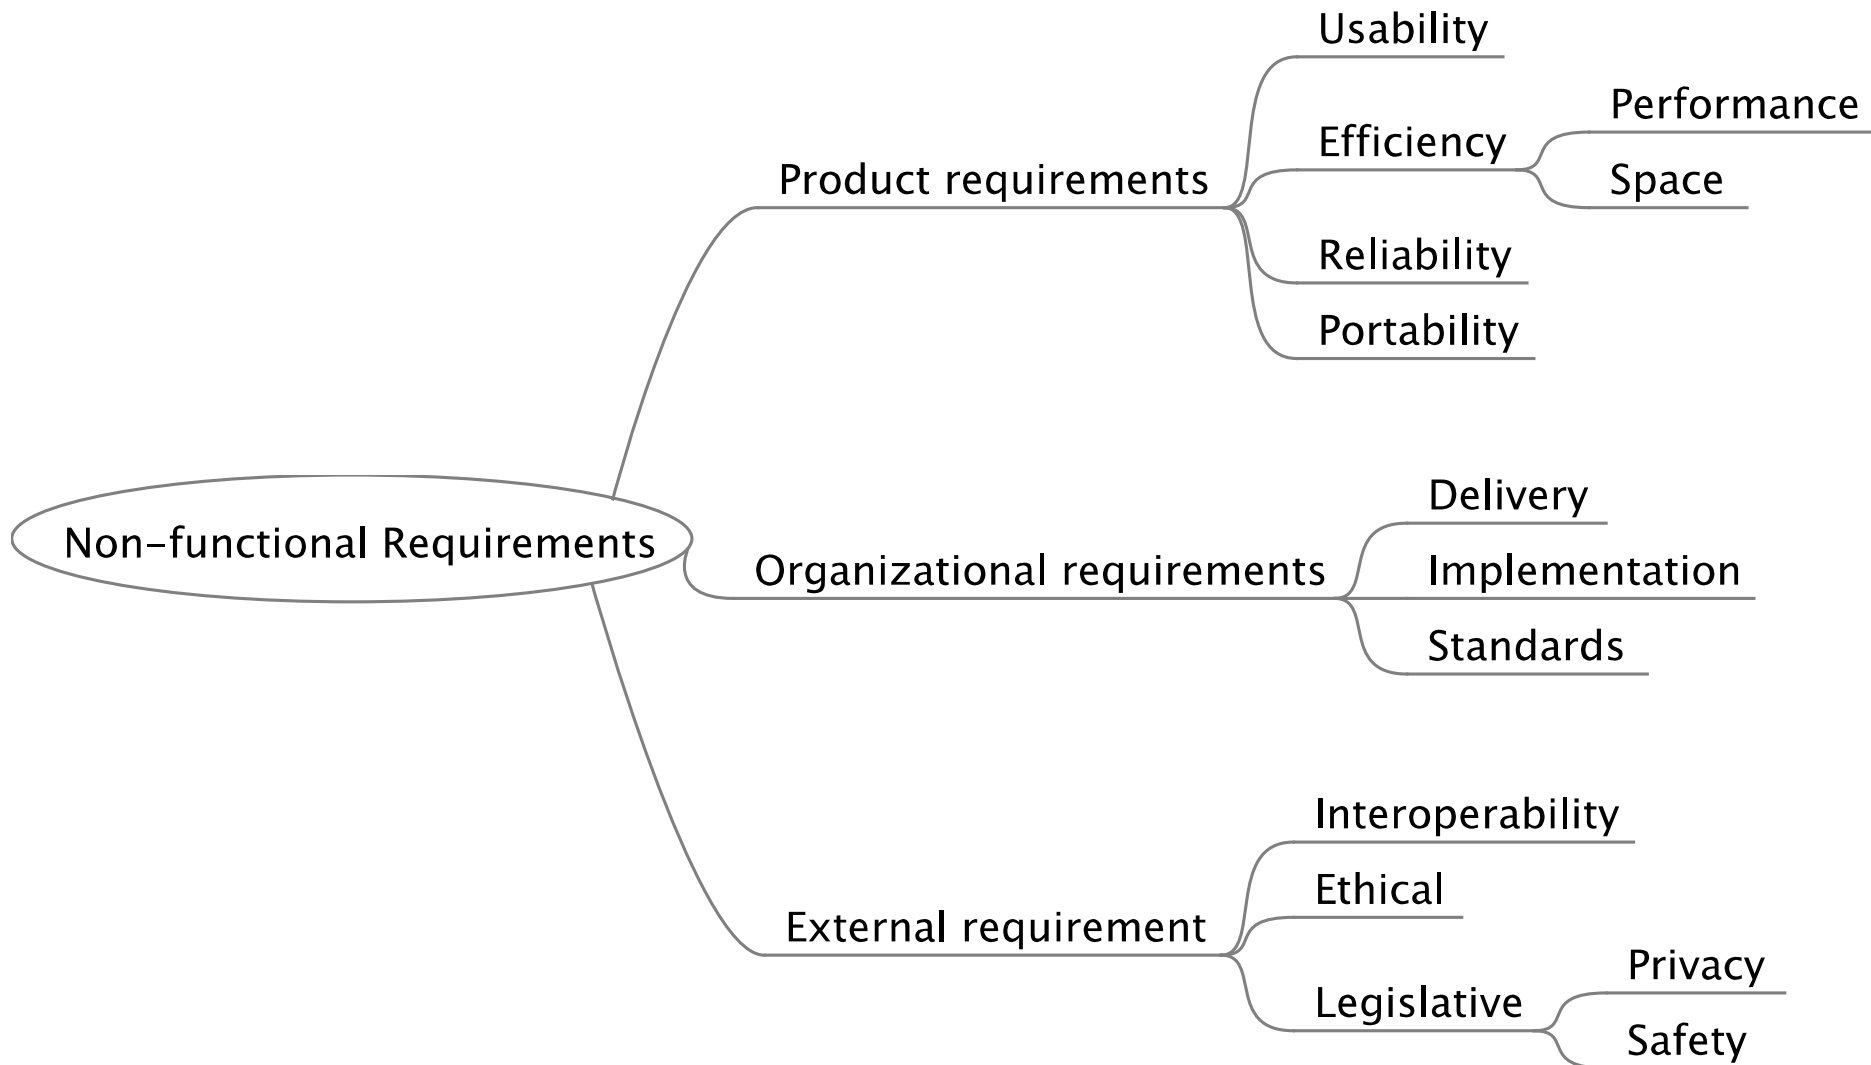 Usability
Performance
Efficiency
Space
Product requirements
Reliability
Portability
Non-functional Requirements
Delivery
Organizational requirements
Implementation
Standards
Interoperability
Ethical
External requirement
Privacy
Legislative
Safety